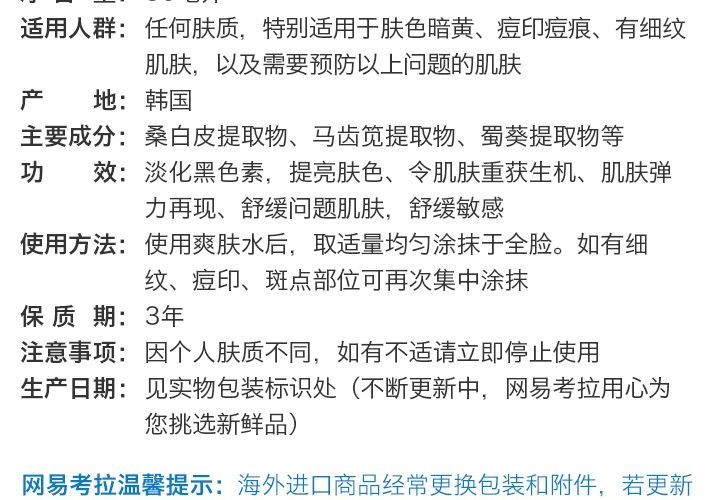 适用人群：任何肤质，特别适用于肤色暗黄、痘印痘痕、有细纹
肌肤，以及需要预防以上问题的肌肤
产 地：韩国
主要成分：桑白皮提取物、马齿笕提取物、蜀葵提取物等
功 效：淡化黑色素，提亮肤色、令肌肤重获生机、肌肤弹
力再现、舒缓问题肌肤，舒缓敏感
使用方法：使用爽肤水后，取适量均匀涂抹于全脸。如有细
纹、痘印、斑点部位可再次集中涂抹
保 质 期：3年
注意事项：因个人肤质不同，如有不适请立即停止使用
生产日期：见实物包装标识处（不断更新中，网易考拉用心为
您挑选新鲜品）
网易考拉温馨提示：海外进口商品经常更换包装和附件，若更新